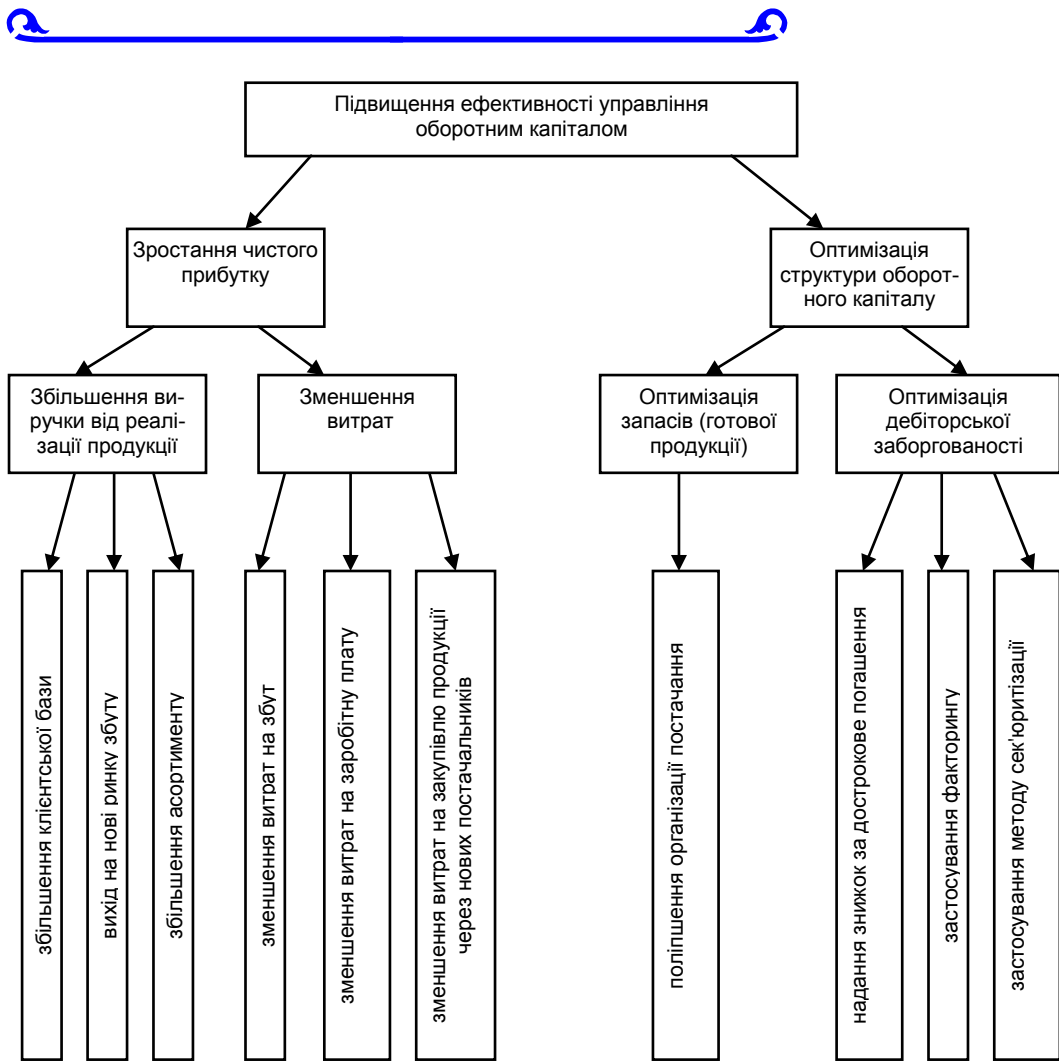 Підвищення ефективності управління
оборотним капіталом
Зростання чистого
прибутку
Оптимізація
структури оборот-
ного капіталу
Збільшення ви-
ручки від реалі-
зації продукції
Зменшення
витрат
Оптимізація
запасів (готової
продукції)
Оптимізація
дебіторської
заборгованості
збільшення клієнтської бази
вихід на нові ринку збуту
збільшення асортименту
зменшення витрат на збут
зменшення витрат на заробітну плату
зменшення витрат на закупівлю продукції
через нових постачальників
поліпшення організації постачання
надання знижок за дострокове погашення
застосування факторингу
застосування методу сек'юритізації